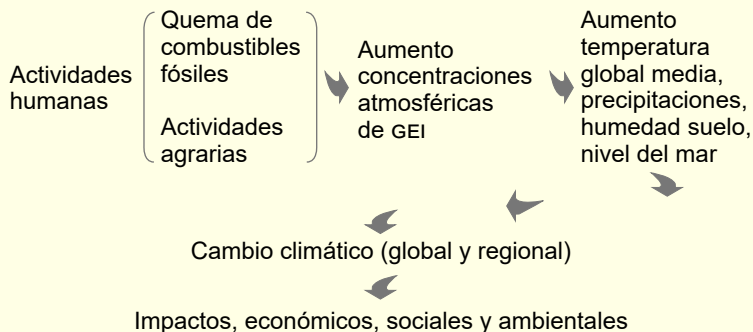 Actividades
humanas
Quema de
combustibles
fósiles
Actividades
agrarias
Aumento
concentraciones
atmosféricas
de GEI
Aumento
temperatura
global media,
precipitaciones,
humedad suelo,
nivel del mar
Cambio climático (global y regional)
Impactos, económicos, sociales y ambientales